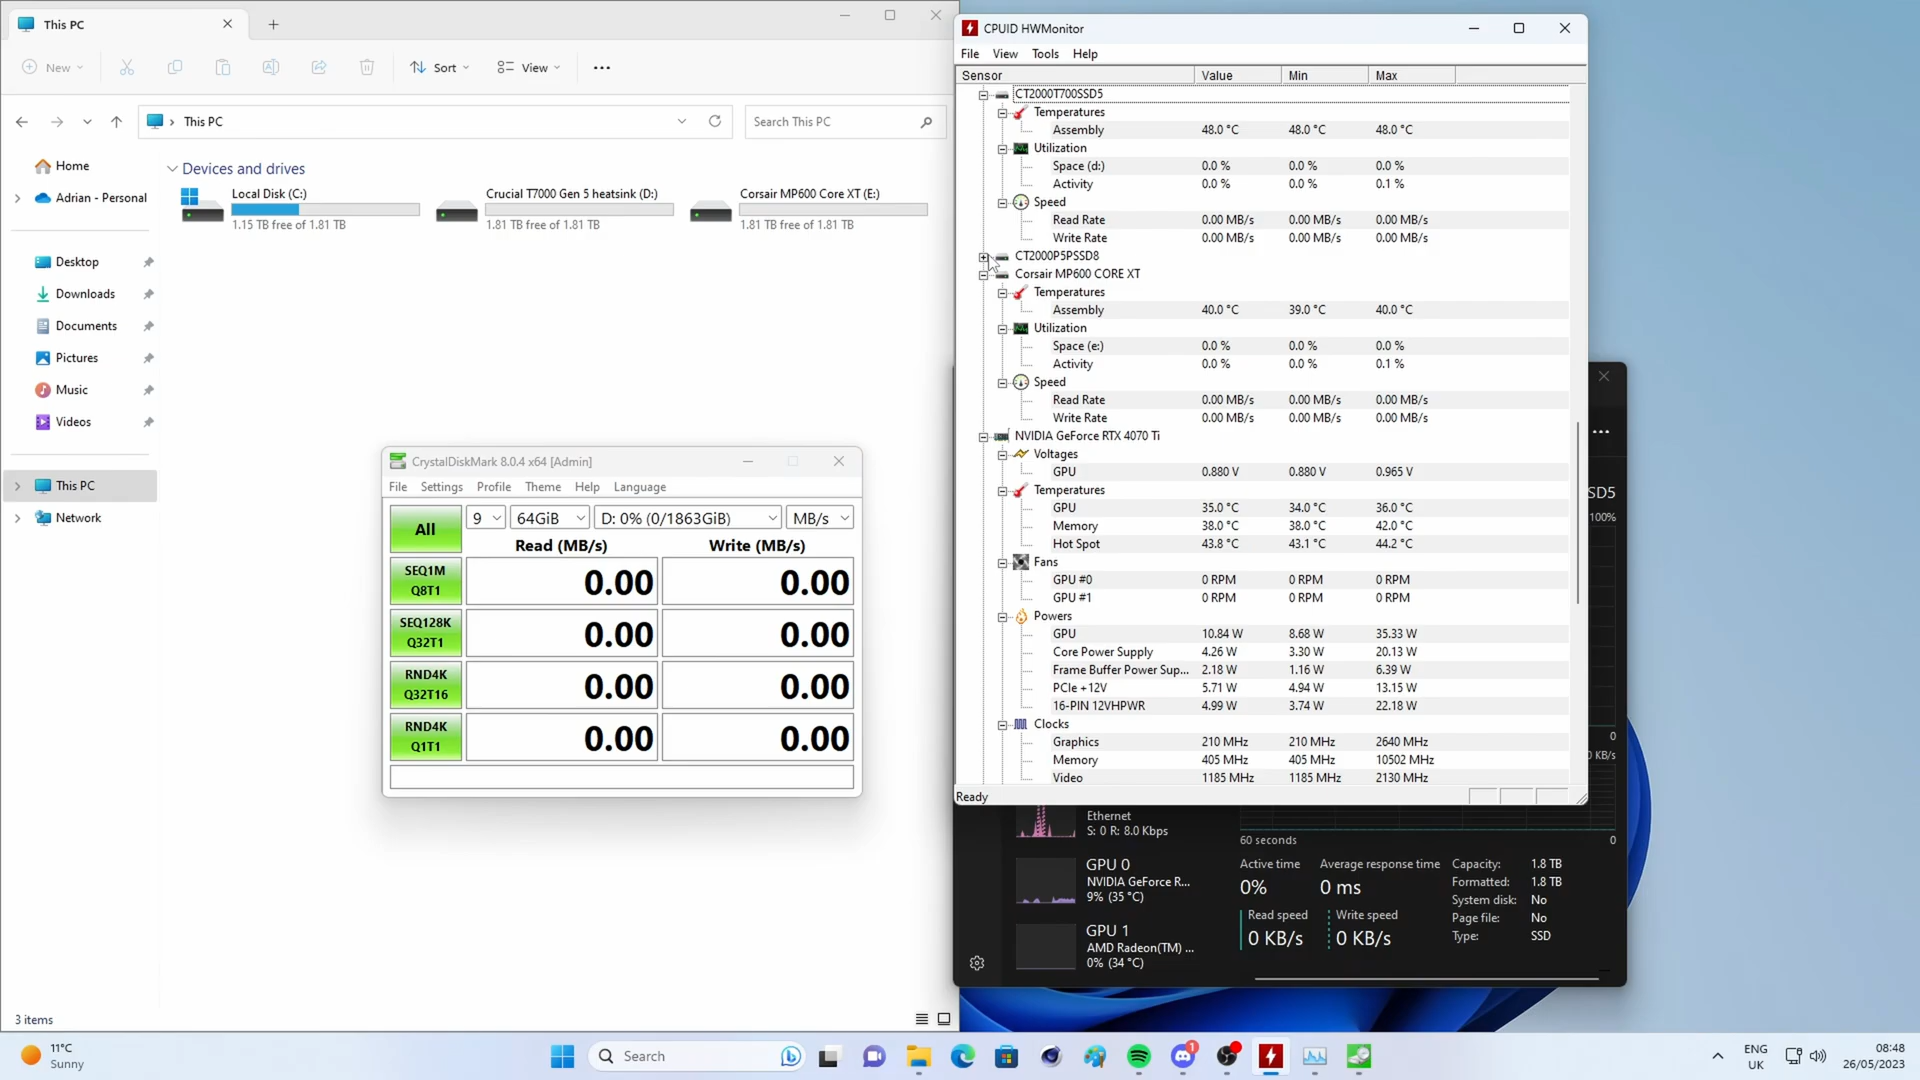 This PC
New
Sort
View
This PC
Search This PC
Home
Adrian - Personal
Desktop
Downloads
Documents
Pictures
Music
Videos
This PC
Network
Devices and drives
Local Disk (C:)
1.15 TB free of 1.81 TB
Crucial T7000 Gen 5 heatsink (D:)
1.81 TB free of 1.81 TB
Corsair MP600 Core XT (E:)
1.81 TB free of 1.81 TB
3 items
CrystalDiskMark 8.0.4 x64 [Admin]
File Settings Profile Theme Help Language
All
9 64GiB D: 0% (0/1863GiB) MB/s
Read (MB/s) Write (MB/s)
SEQ1M
Q8T1
0.00 0.00
SEQ128K
Q32T1
0.00 0.00
RND4K
Q32T16
0.00 0.00
RND4K
Q1T1
0.00 0.00
CPUID HWMonitor
File View Tools Help
Sensor Value Min Max
CT2000T700SSD5
Temperatures
Assembly 48.0 °C 48.0 °C 48.0 °C
Utilization
Space (d:) 0.0 % 0.0 % 0.0 %
Activity 0.0 % 0.0 % 0.1 %
Speed
Read Rate 0.00 MB/s 0.00 MB/s 0.00 MB/s
Write Rate 0.00 MB/s 0.00 MB/s 0.00 MB/s
CT2000P5PSSD8
Corsair MP600 CORE XT
Temperatures
Assembly 40.0 °C 39.0 °C 40.0 °C
Utilization
Space (e:) 0.0 % 0.0 % 0.0 %
Activity 0.0 % 0.0 % 0.1 %
Speed
Read Rate 0.00 MB/s 0.00 MB/s 0.00 MB/s
Write Rate 0.00 MB/s 0.00 MB/s 0.00 MB/s
NVIDIA GeForce RTX 4070 Ti
Voltages
GPU 0.880 V 0.880 V 0.965 V
Temperatures
GPU 35.0 °C 34.0 °C 36.0 °C
Memory 38.0 °C 38.0 °C 42.0 °C
Hot Spot 43.8 °C 43.1 °C 44.2 °C
Fans
GPU #0 0 RPM 0 RPM 0 RPM
GPU #1 0 RPM 0 RPM 0 RPM
Powers
GPU 10.84 W 8.68 W 35.33 W
Core Power Supply 4.26 W 3.30 W 20.13 W
Frame Buffer Power Sup... 2.18 W 1.16 W 6.39 W
PCIe +12V 5.71 W 4.94 W 13.15 W
16-PIN 12VHPWR 4.99 W 3.74 W 22.18 W
Clocks
Graphics 210 MHz 210 MHz 2640 MHz
Memory 405 MHz 405 MHz 10502 MHz
Video 1185 MHz 1185 MHz 2130 MHz
Ready
SD5
100%
0
0 KB/s
Ethernet
S: 0 R: 8.0 Kbps
GPU 0
NVIDIA GeForce R...
9% (35 °C)
GPU 1
AMD Radeon(TM) ...
0% (34 °C)
60 seconds 0
Active time Average response time
0% 0 ms
Read speed Write speed
0 KB/s 0 KB/s
Capacity: 1.8 TB
Formatted: 1.8 TB
System disk: No
Page file: No
Type: SSD
11°C
Sunny
Search
1
ENG
UK
08:48
26/05/2023